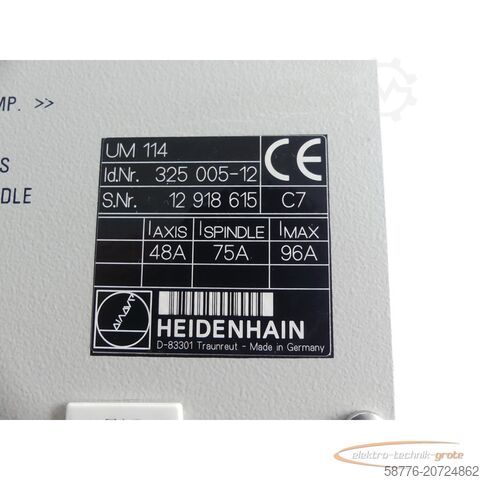 MP. >>
S
DLE
UM 114
CE
Id.Nr. 325 005-12
S.Nr. 12 918 615 C7
IAXIS ISPINDLE IMAX
48A 75A 96A
HEIDENHAIN
D-83301 Traunreut - Made in Germany
elektro-technik-grote
58776-20724862